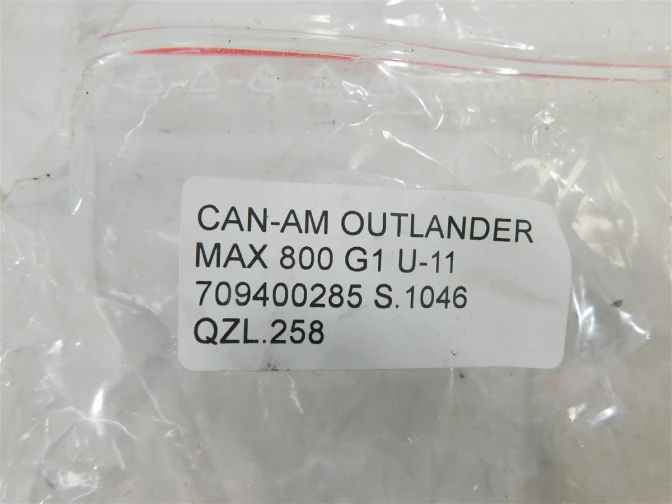 CAN-AM OUTLANDER
MAX 800 G1 U-11
709400285 S.1046
QZL.258